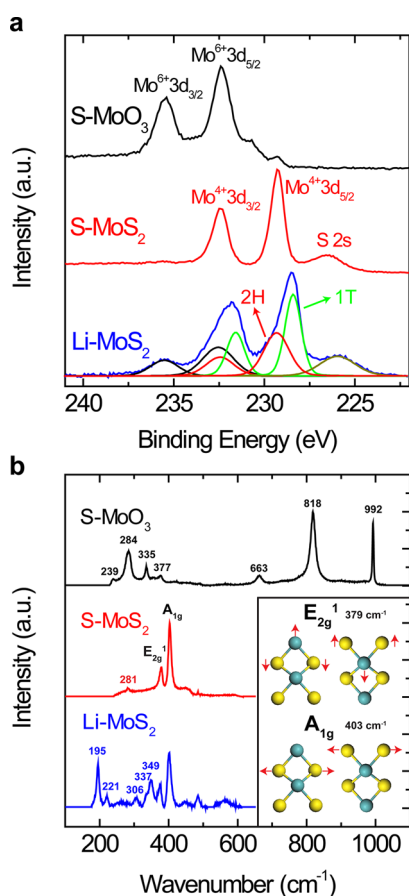 a
Mo⁶⁺3d₅/₂
Mo⁶⁺3d₃/₂
S-MoO₃
Mo⁴⁺3d₅/₂
Mo⁴⁺3d₃/₂
S-MoS₂
S 2s
2H
1T
Li-MoS₂
Intensity (a.u.)
240 235 230 225
Binding Energy (eV)
b
S-MoO₃
818
992
284
335
239
377
663
S-MoS₂
A₁g
E₂g¹
281
E₂g¹ 379 cm⁻¹
A₁g 403 cm⁻¹
Li-MoS₂
195
349
337
221
306
Intensity (a.u.)
200 400 600 800 1000
Wavenumber (cm⁻¹)